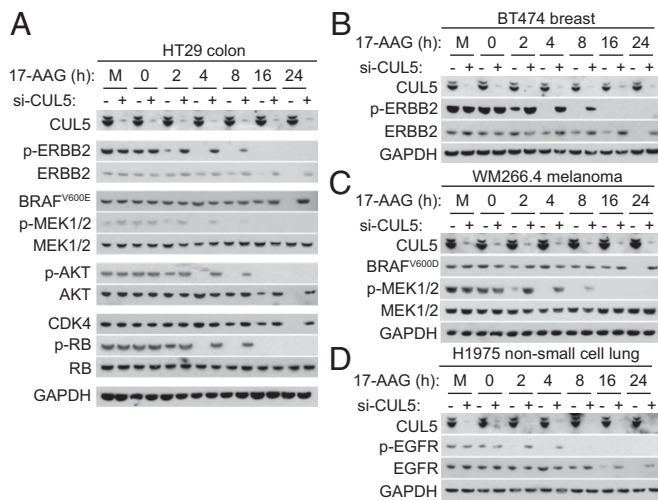 A
HT29 colon
17-AAG (h): M 0 2 4 8 16 24
si-CUL5: - + - + - + - + - + - + - +
CUL5
p-ERBB2
ERBB2
BRAFV600E
p-MEK1/2
MEK1/2
p-AKT
AKT
CDK4
p-RB
RB
GAPDH
B
BT474 breast
17-AAG (h): M 0 2 4 8 16 24
si-CUL5: - + - + - + - + - + - + - +
CUL5
p-ERBB2
ERBB2
GAPDH
C
WM266.4 melanoma
17-AAG (h): M 0 2 4 8 16 24
si-CUL5: - + - + - + - + - + - + - +
CUL5
BRAFV600D
p-MEK1/2
MEK1/2
GAPDH
D
H1975 non-small cell lung
17-AAG (h): M 0 2 4 8 16 24
si-CUL5: - + - + - + - + - + - + - +
CUL5
p-EGFR
EGFR
GAPDH